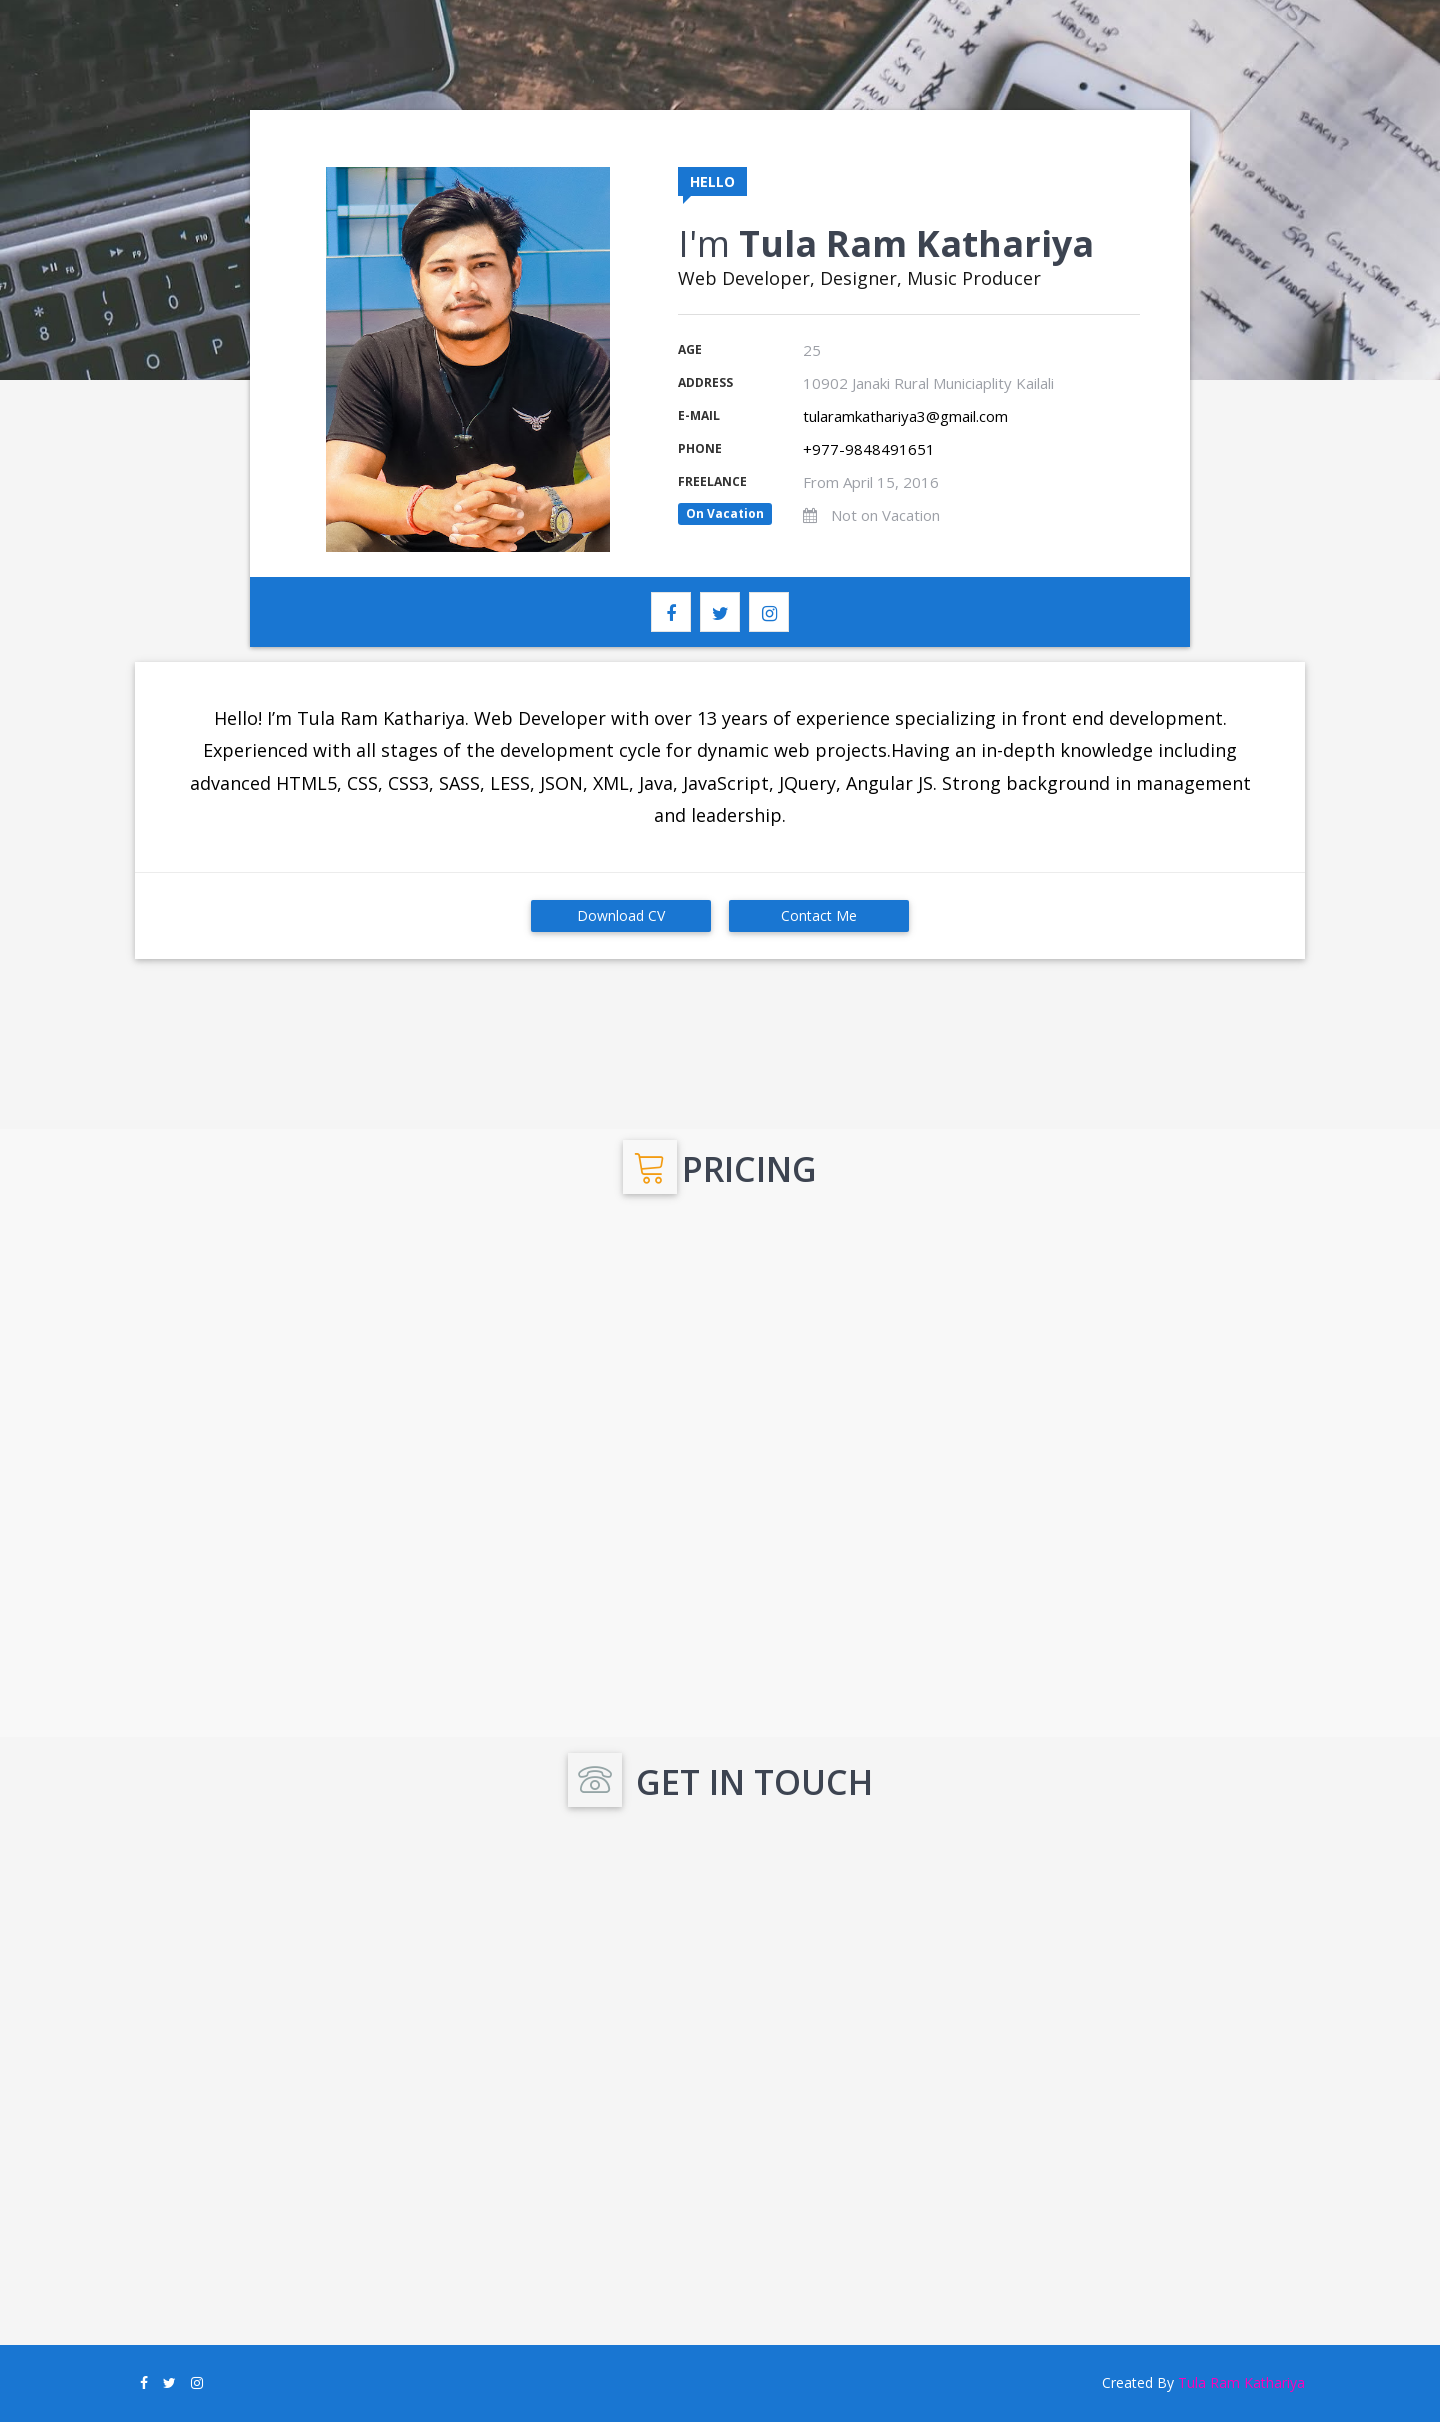 HELLO
I'm Tula Ram Kathariya
Web Developer, Designer, Music Producer
AGE 25
ADDRESS 10902 Janaki Rural Municiaplity Kailali
E-MAIL tularamkathariya3@gmail.com
PHONE +977-9848491651
FREELANCE From April 15, 2016
On Vacation Not on Vacation
Hello! I’m Tula Ram Kathariya. Web Developer with over 13 years of experience specializing in front end development.
Experienced with all stages of the development cycle for dynamic web projects.Having an in-depth knowledge including
advanced HTML5, CSS, CSS3, SASS, LESS, JSON, XML, Java, JavaScript, JQuery, Angular JS. Strong background in management
and leadership.
Download CV Contact Me
PRICING
GET IN TOUCH
Created By Tula Ram Kathariya